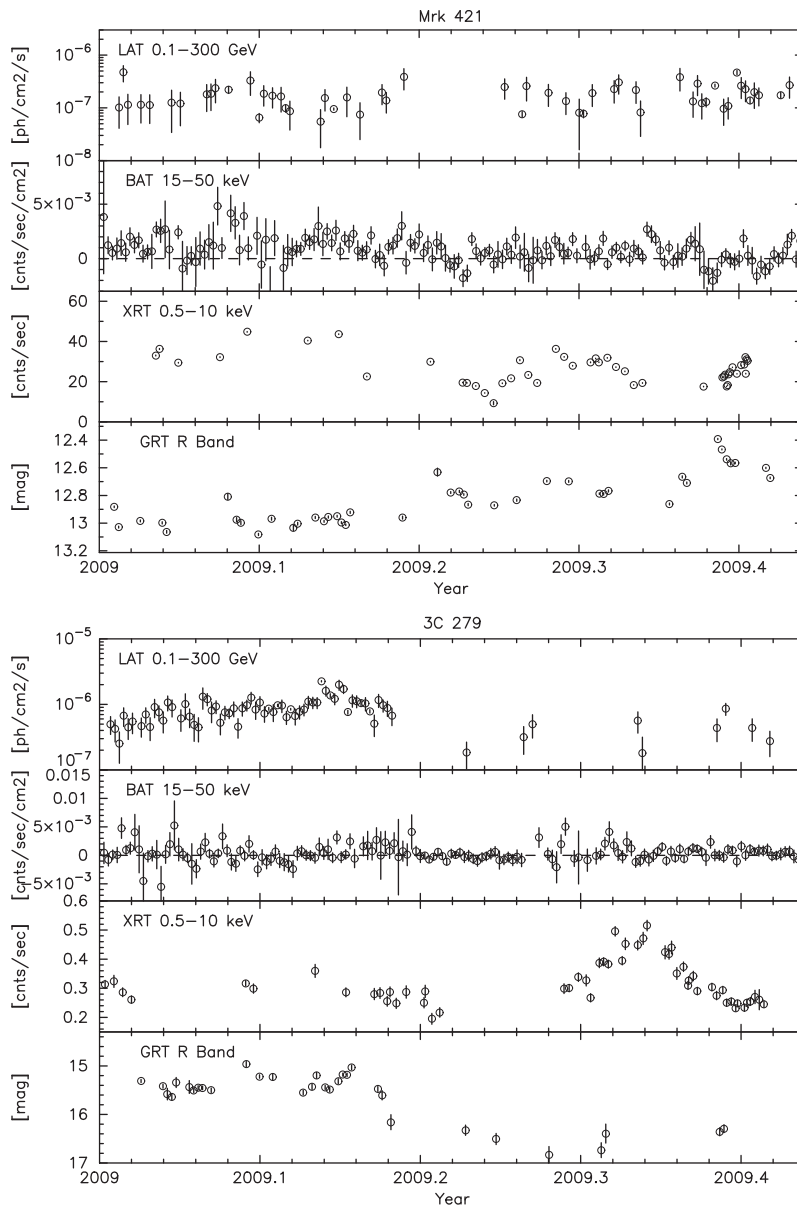 Mrk 421
LAT 0.1−300 GeV
[ph/cm2/s]
10−6
10−7
10−8
BAT 15−50 keV
[cnts/sec/cm2]
5×10−3
0
XRT 0.5−10 keV
[cnts/sec]
60
40
20
0
GRT R Band
[mag]
12.4
12.6
12.8
13
13.2
2009 2009.1 2009.2 2009.3 2009.4
Year
3C 279
LAT 0.1−300 GeV
[ph/cm2/s]
10−5
10−6
10−7
BAT 15−50 keV
[cnts/sec/cm2]
0.015
0.01
5×10−3
0
5×10−3
XRT 0.5−10 keV
[cnts/sec]
0.6
0.5
0.4
0.3
0.2
GRT R Band
[mag]
15
16
17
2009 2009.1 2009.2 2009.3 2009.4
Year